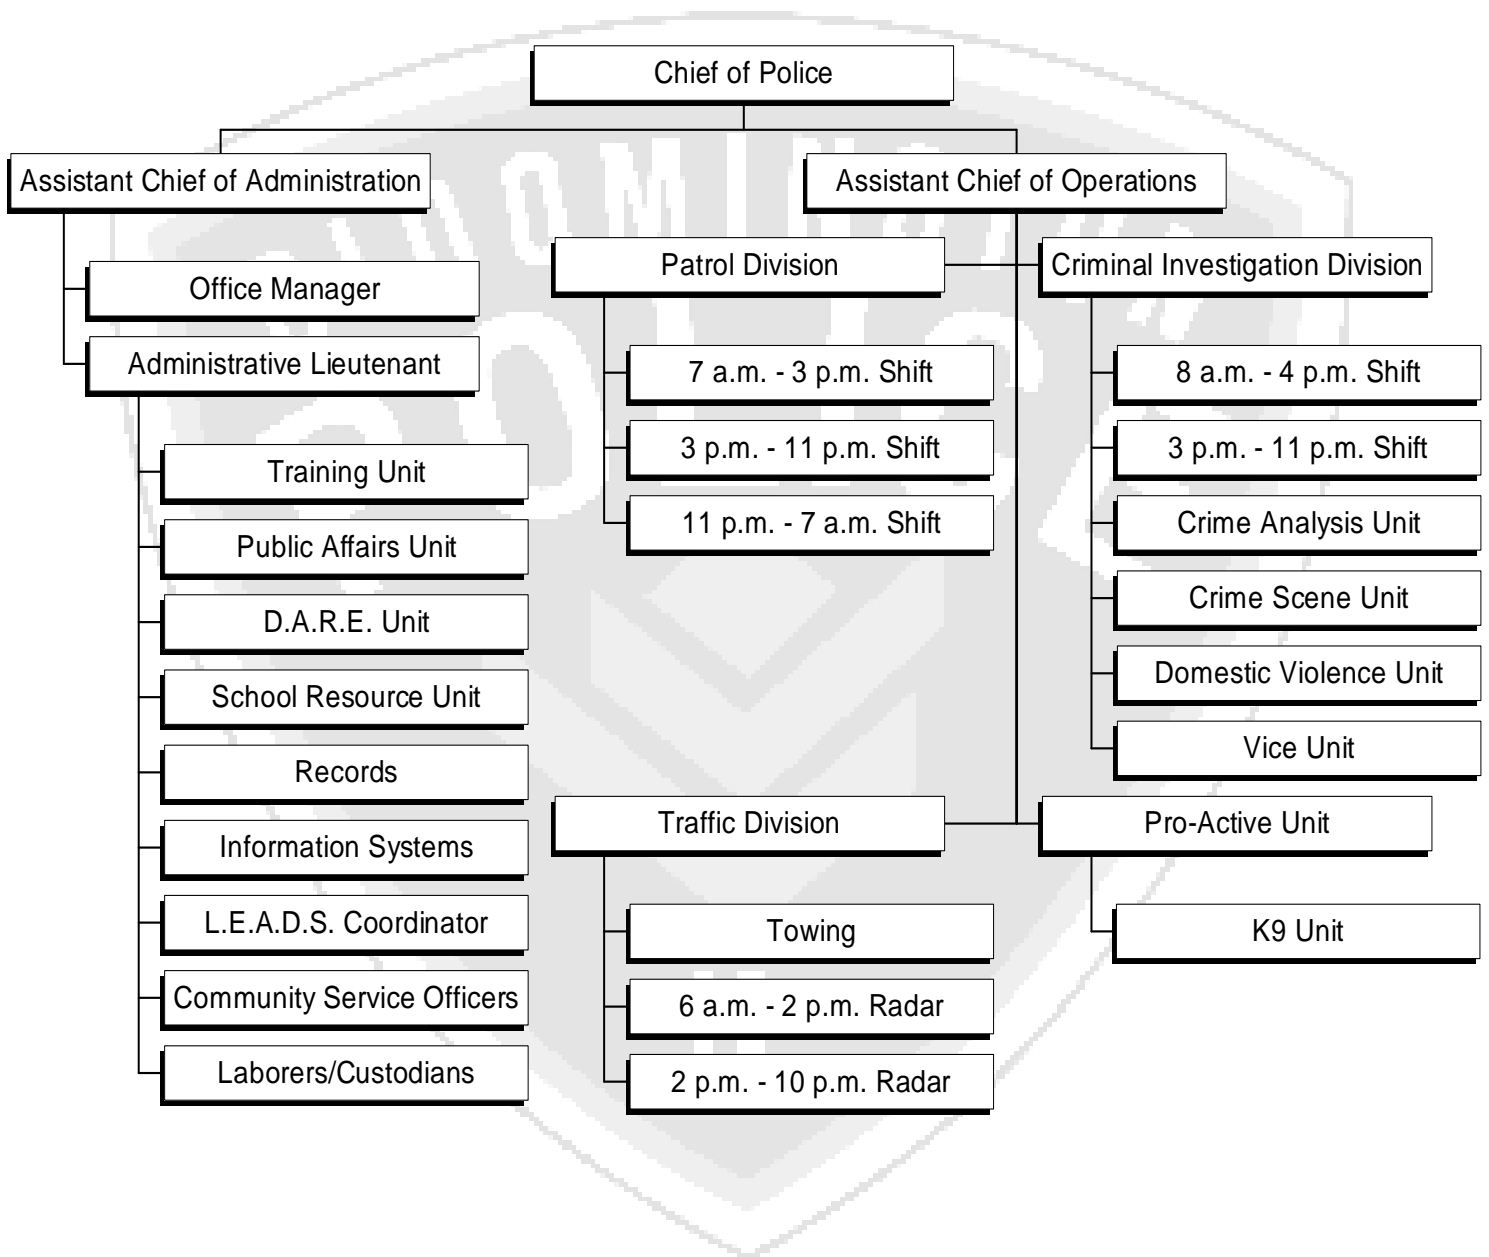 Chief of Police
Assistant Chief of Administration
Assistant Chief of Operations
Office Manager
Administrative Lieutenant
Training Unit
Public Affairs Unit
D.A.R.E. Unit
School Resource Unit
Records
Information Systems
L.E.A.D.S. Coordinator
Community Service Officers
Laborers/Custodians
Patrol Division
7 a.m. - 3 p.m. Shift
3 p.m. - 11 p.m. Shift
11 p.m. - 7 a.m. Shift
Criminal Investigation Division
8 a.m. - 4 p.m. Shift
3 p.m. - 11 p.m. Shift
Crime Analysis Unit
Crime Scene Unit
Domestic Violence Unit
Vice Unit
Traffic Division
Towing
6 a.m. - 2 p.m. Radar
2 p.m. - 10 p.m. Radar
Pro-Active Unit
K9 Unit